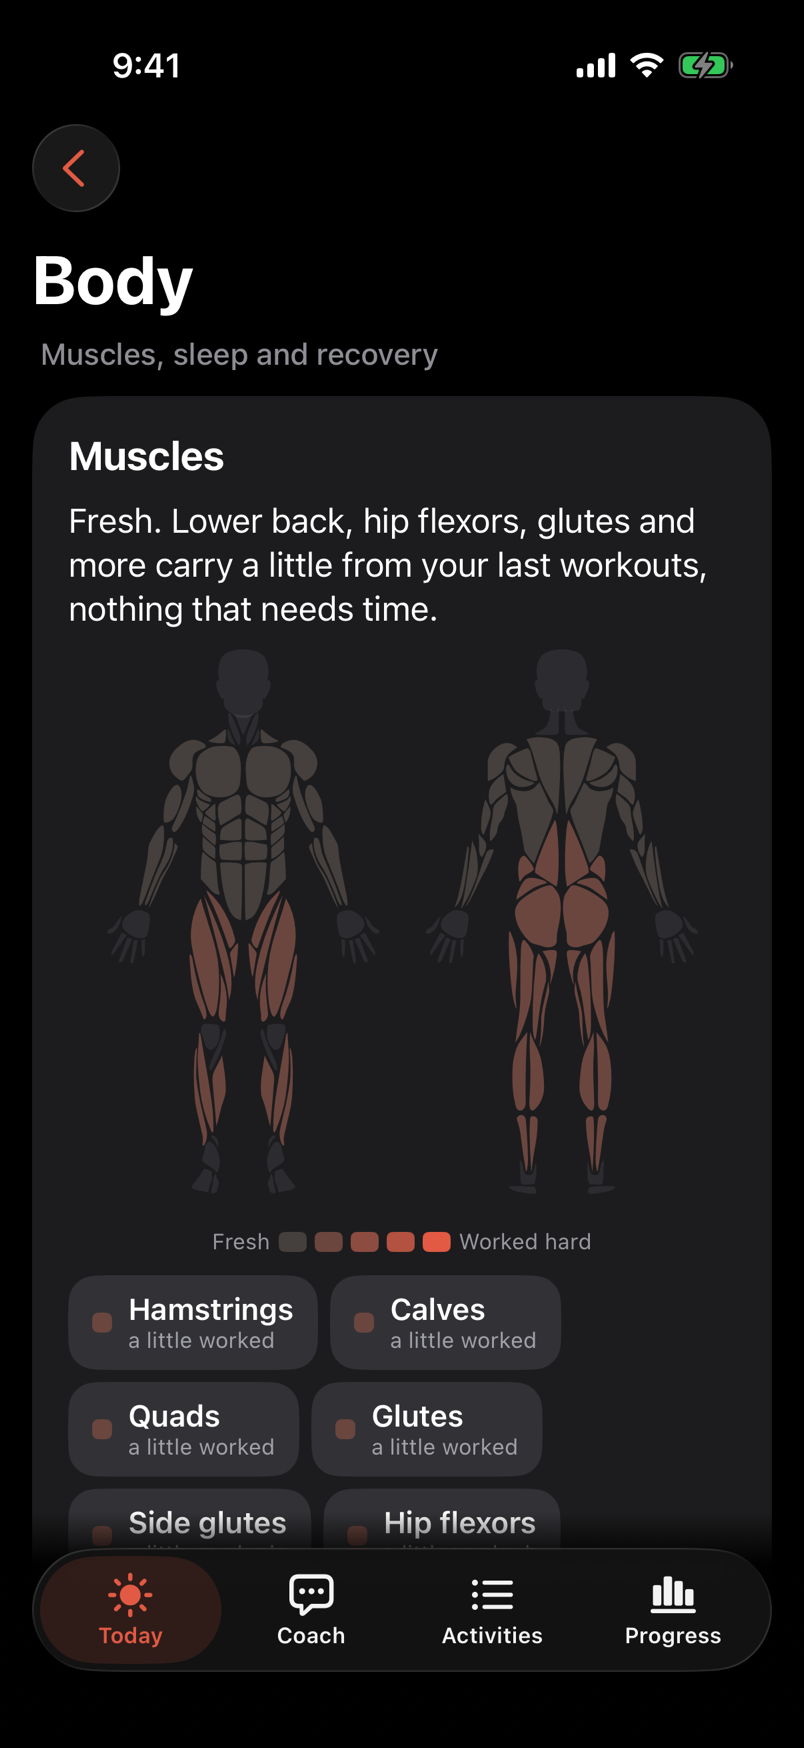 9:41
Body
Muscles, sleep and recovery
Muscles
Fresh. Lower back, hip flexors, glutes and
more carry a little from your last workouts,
nothing that needs time.
Fresh Worked hard
Hamstrings Calves
a little worked a little worked
Quads Glutes
a little worked a little worked
Side glutes Hip flexors
Today Coach Activities Progress